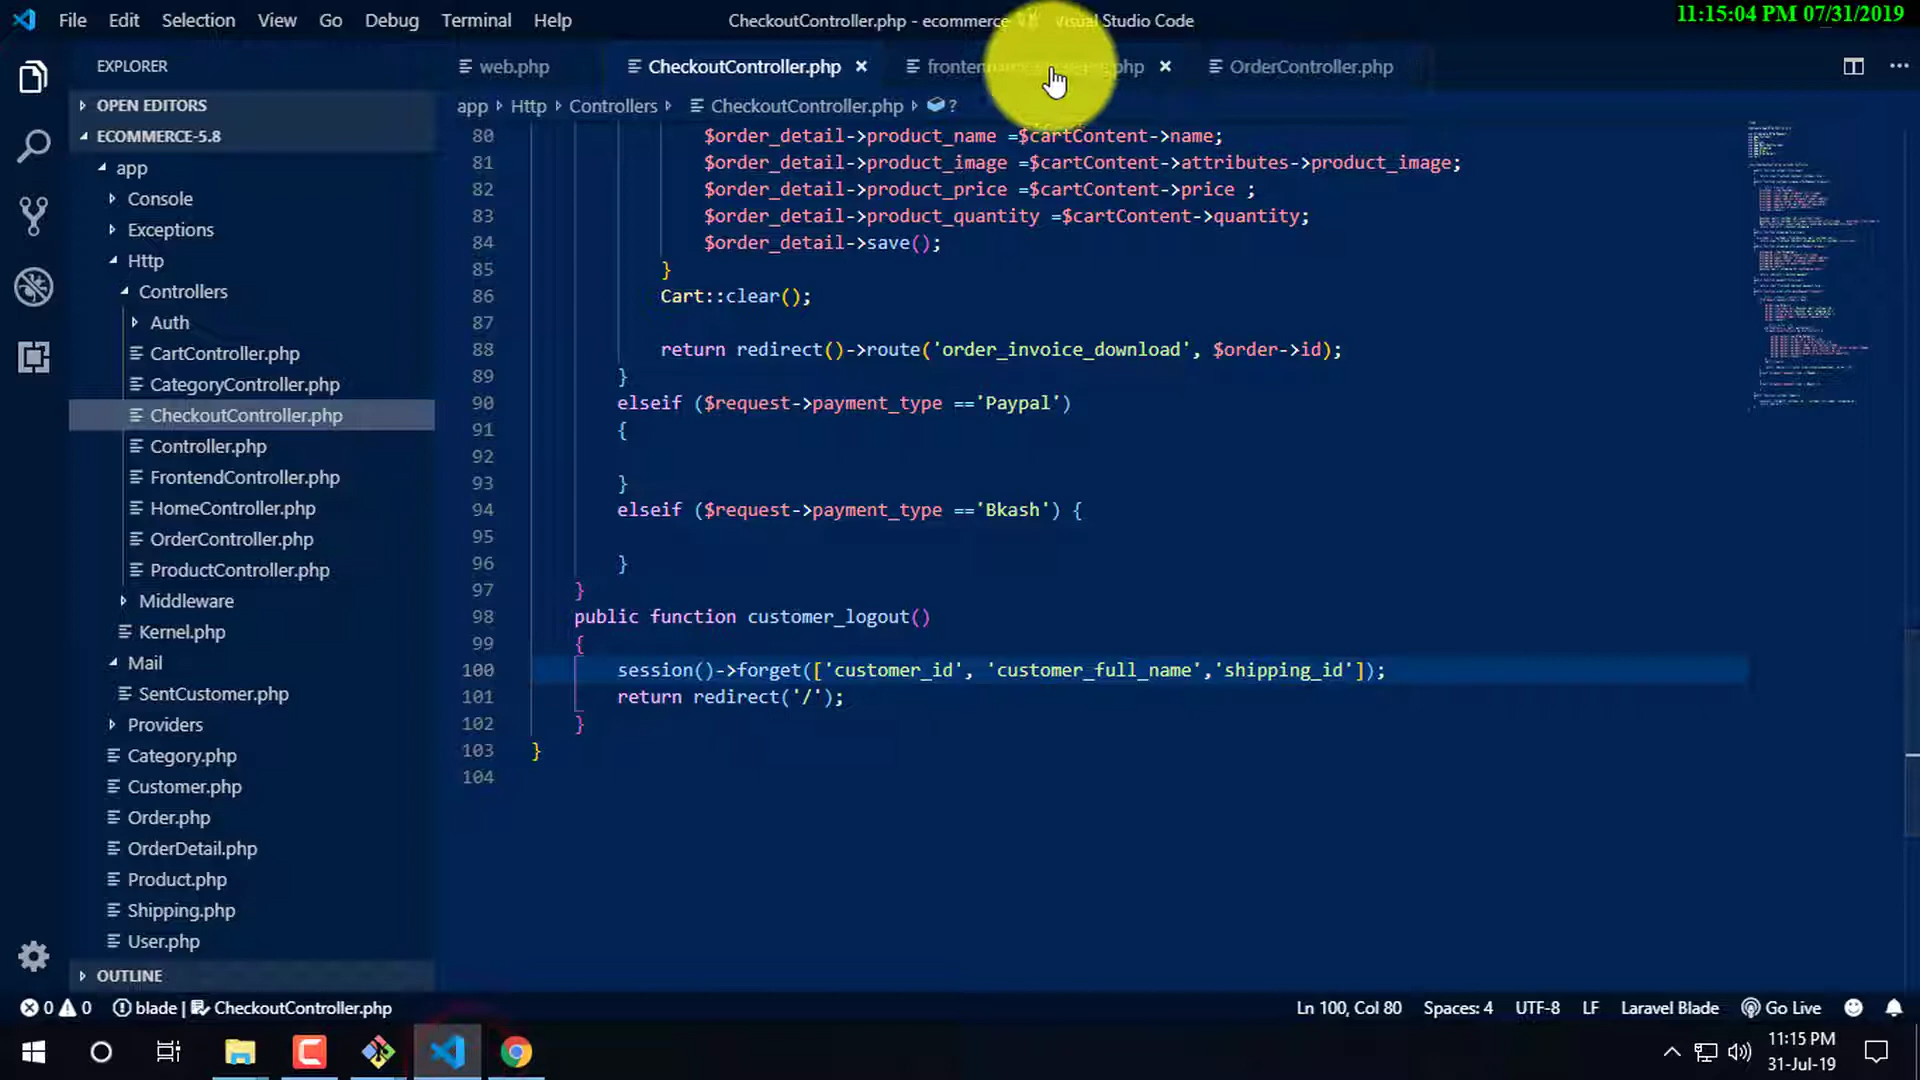 11:15:04 PM 07/31/2019
File Edit Selection View Go Debug Terminal Help
CheckoutController.php - ecommerce Visual Studio Code
EXPLORER
web.php CheckoutController.php × OrderController.php
app Http Controllers CheckoutController.php ?
OPEN EDITORS
ECOMMERCE-5.8
app
Console
Exceptions
Http
Controllers
Auth
CartController.php
CategoryController.php
CheckoutController.php
Controller.php
FrontendController.php
HomeController.php
OrderController.php
ProductController.php
Middleware
Kernel.php
Mail
SentCustomer.php
Providers
Category.php
Customer.php
Order.php
OrderDetail.php
Product.php
Shipping.php
User.php
OUTLINE
80 $order_detail->product_name =$cartContent->name;
81 $order_detail->product_image =$cartContent->attributes->product_image;
82 $order_detail->product_price =$cartContent->price ;
83 $order_detail->product_quantity =$cartContent->quantity;
84 $order_detail->save();
85 }
86 Cart::clear();
87
88 return redirect()->route('order_invoice_download', $order->id);
89 }
90 elseif ($request->payment_type =='Paypal')
91 {
92
93 }
94 elseif ($request->payment_type =='Bkash') {
95
96 }
97 }
98 public function customer_logout()
99 {
100 session()->forget(['customer_id', 'customer_full_name','shipping_id']);
101 return redirect('/');
102 }
103 }
104
0 0 blade | CheckoutController.php Ln 100, Col 80 Spaces: 4 UTF-8 LF Laravel Blade Go Live
11:15 PM
31-Jul-19